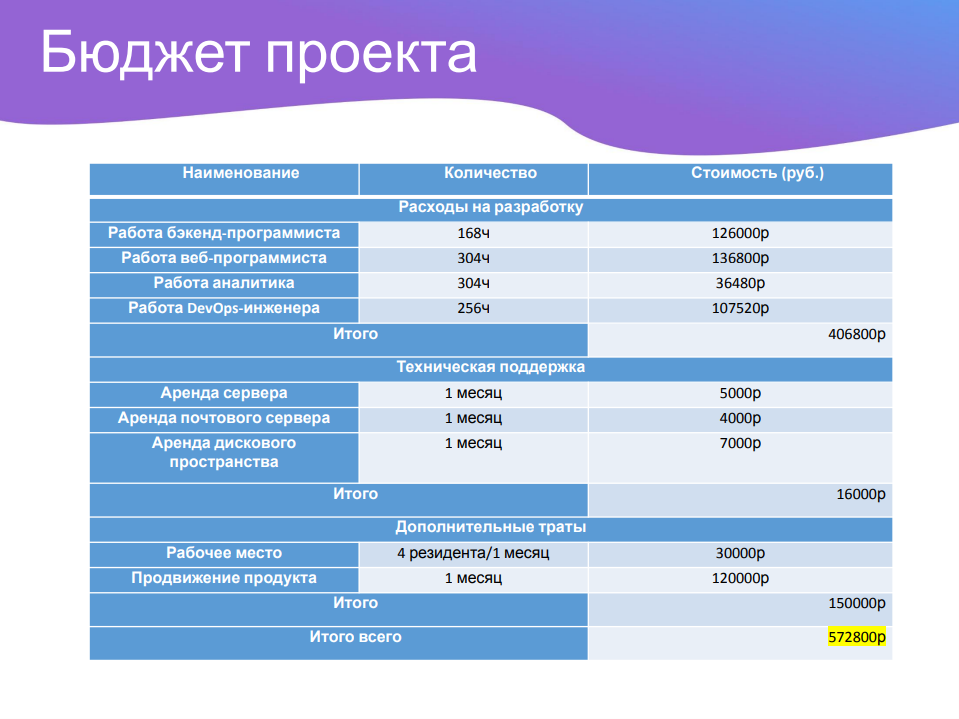 Бюджет проекта
Наименование Количество Стоимость (руб.)
Расходы на разработку
Работа бэкенд-программиста 168ч 126000р
Работа веб-программиста 304ч 136800р
Работа аналитика 304ч 36480р
Работа DevOps-инженера 256ч 107520р
Итого 406800р
Техническая поддержка
Аренда сервера 1 месяц 5000р
Аренда почтового сервера 1 месяц 4000р
Аренда дискового 1 месяц 7000р
пространства
Итого 16000р
Дополнительные траты
Рабочее место 4 резидента/1 месяц 30000р
Продвижение продукта 1 месяц 120000р
Итого 150000р
Итого всего 572800р